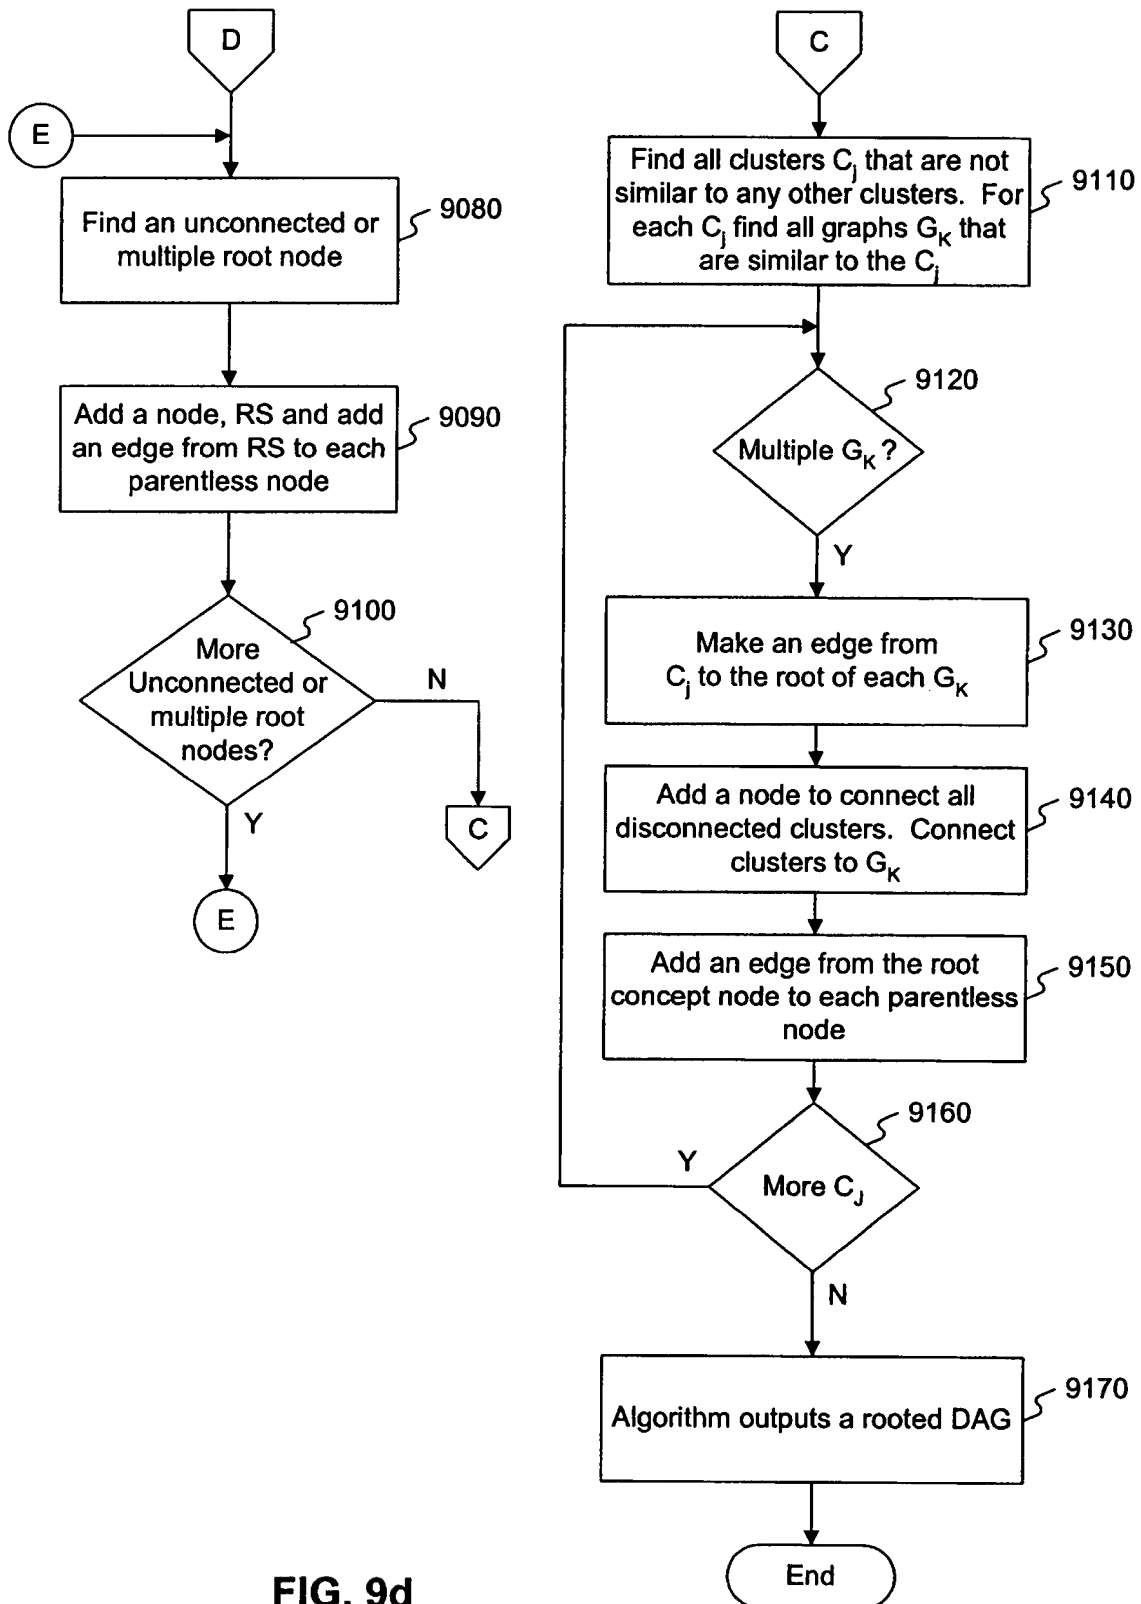 D
E
Find an unconnected or
multiple root node
9080
Add a node, RS and add
an edge from RS to each
parentless node
9090
More
Unconnected or
multiple root
nodes?
9100
N
Y
C
E
C
Find all clusters Cj that are not
similar to any other clusters. For
each Cj find all graphs GK that
are similar to the Cj
9110
Multiple GK ?
9120
Y
Make an edge from
Cj to the root of each GK
9130
Add a node to connect all
disconnected clusters. Connect
clusters to GK
9140
Add an edge from the root
concept node to each parentless
node
9150
More CJ
9160
Y
N
Algorithm outputs a rooted DAG
9170
End
FIG. 9d